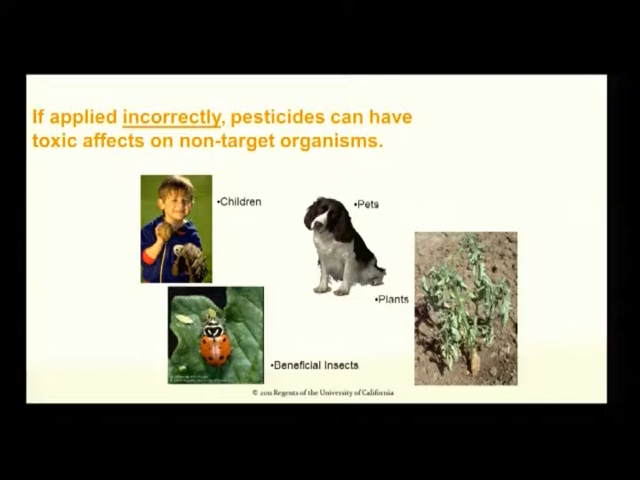 If applied incorrectly, pesticides can have
toxic affects on non-target organisms.
•Children
•Pets
•Plants
•Beneficial Insects
© 2011 Regents of the University of California